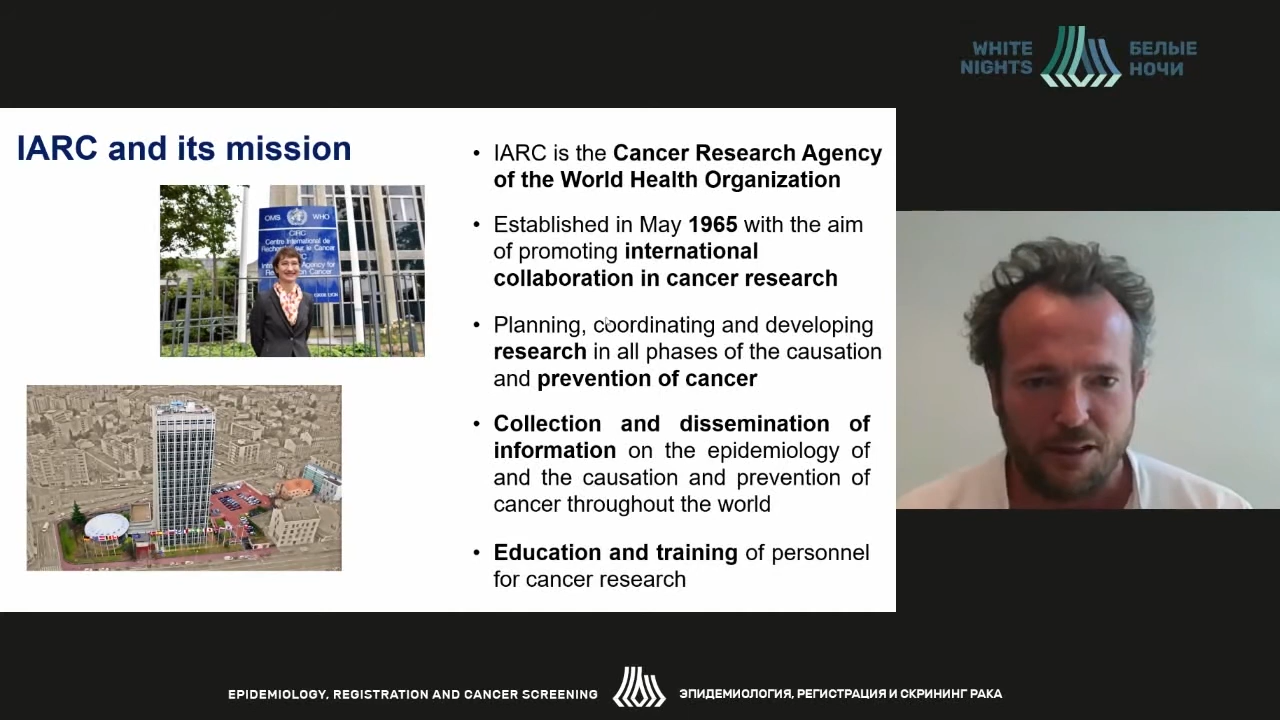 WHITE
NIGHTS
БЕЛЫЕ
НОЧИ
IARC and its mission
OMS WHO
CIRC
Centre International de
• IARC is the Cancer Research Agency
of the World Health Organization
• Established in May 1965 with the aim
of promoting international
collaboration in cancer research
• Planning, coordinating and developing
research in all phases of the causation
and prevention of cancer
• Collection and dissemination of
information on the epidemiology of
and the causation and prevention of
cancer throughout the world
• Education and training of personnel
for cancer research
EPIDEMIOLOGY, REGISTRATION AND CANCER SCREENING
ЭПИДЕМИОЛОГИЯ, РЕГИСТРАЦИЯ И СКРИНИНГ РАКА